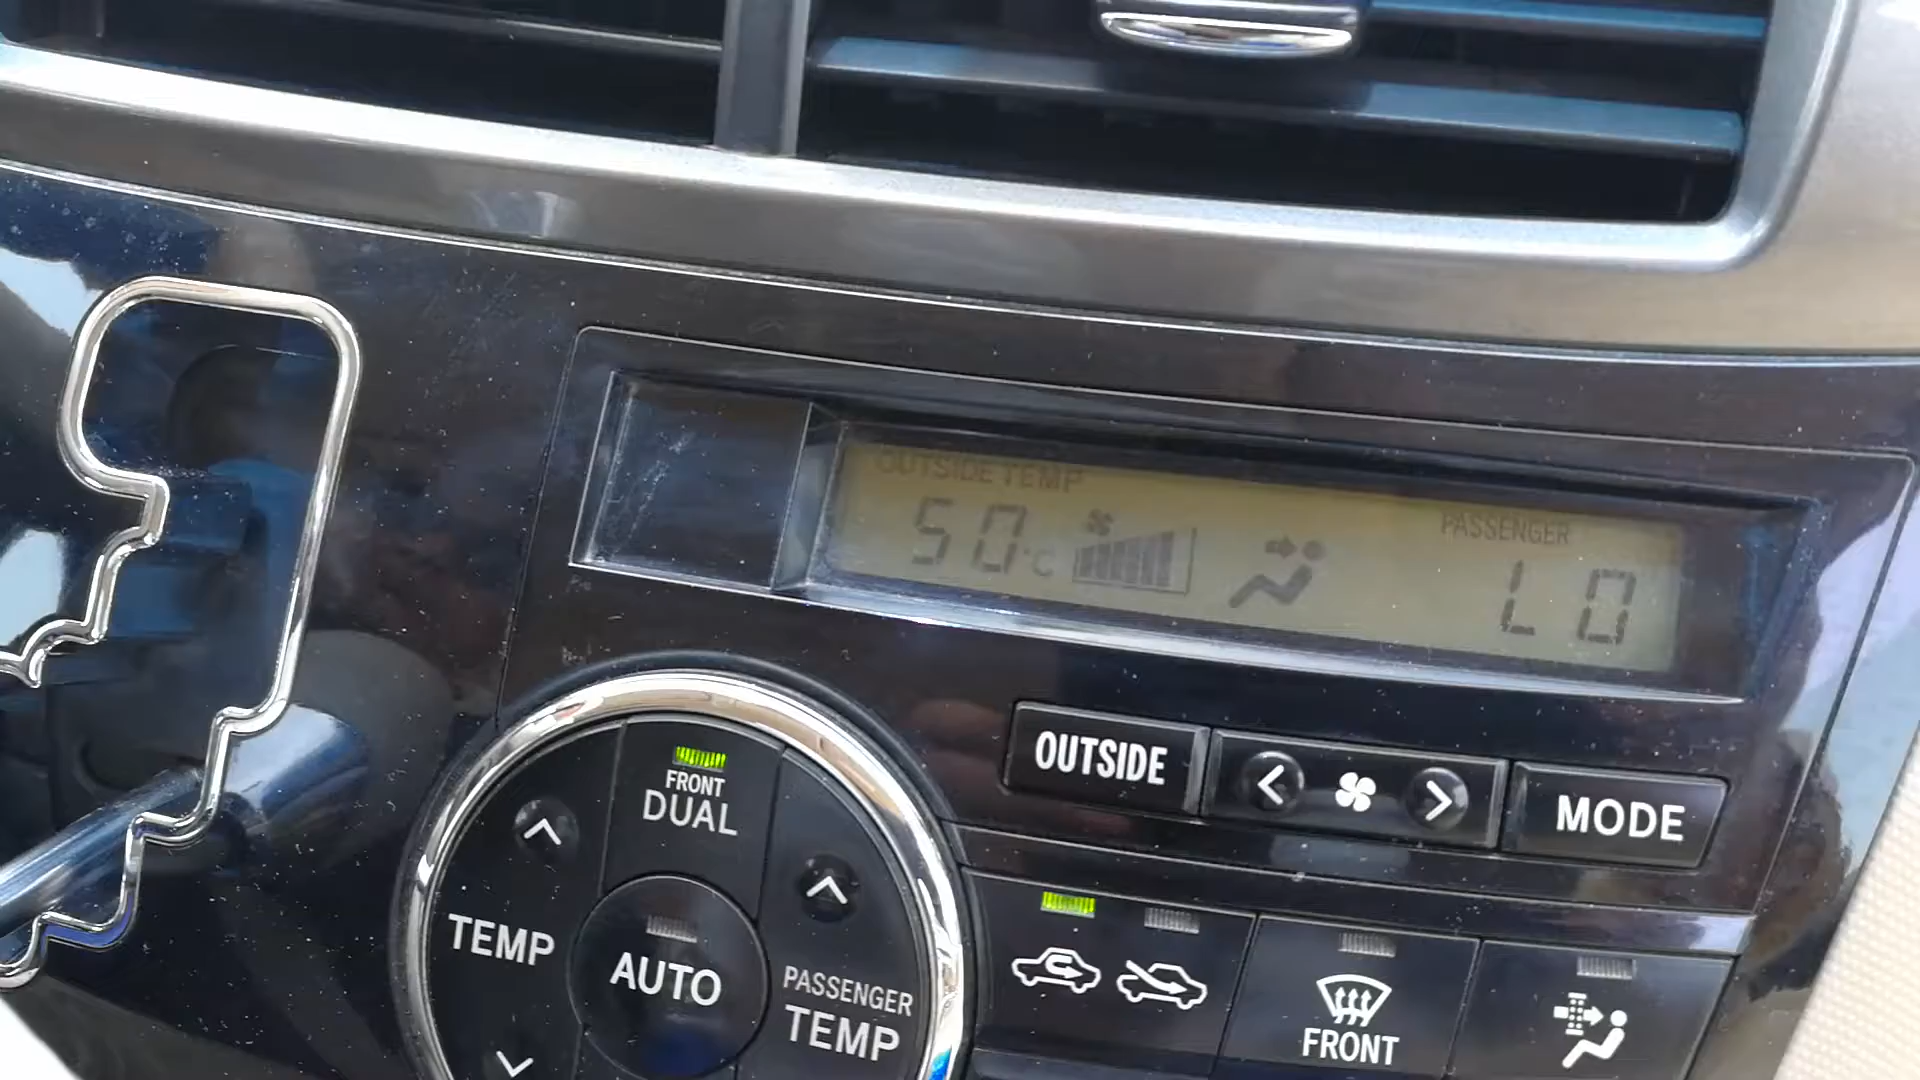 OUTSIDE TEMP
50°C
PASSENGER
LO
OUTSIDE
MODE
FRONT
DUAL
TEMP
AUTO
PASSENGER
TEMP
FRONT